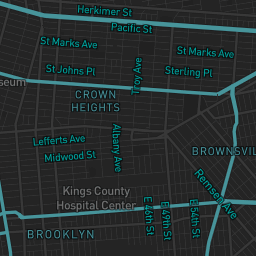 Herkimer St
Pacific St
St Marks Ave
St Marks Ave
St Johns Pl
Troy Ave
Sterling Pl
seum
CROWN
HEIGHTS
Albany Ave
Lefferts Ave
Midwood St
BROWNSVIL
Remsen Ave
Kings County
Hospital Center
E 46th St
E 49th St
E 54th St
BROOKLYN